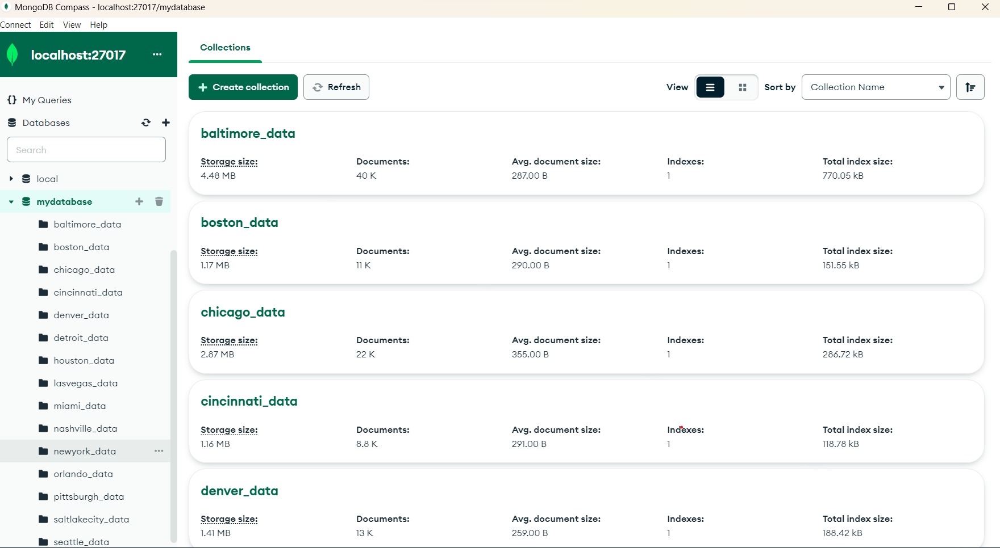 MongoDB Compass - localhost:27017/mydatabase
Connect Edit View Help
localhost:27017
My Queries
Databases
Search
local
mydatabase
baltimore_data
boston_data
chicago_data
cincinnati_data
denver_data
detroit_data
houston_data
lasvegas_data
miami_data
nashville_data
newyork_data
orlando_data
pittsburgh_data
saltlakecity_data
seattle_data
Collections
Create collection Refresh View Sort by Collection Name
baltimore_data
Storage size: Documents: Avg. document size: Indexes: Total index size:
4.48 MB 40 K 287.00 B 1 770.05 kB
boston_data
Storage size: Documents: Avg. document size: Indexes: Total index size:
1.17 MB 11 K 290.00 B 1 151.55 kB
chicago_data
Storage size: Documents: Avg. document size: Indexes: Total index size:
2.87 MB 22 K 355.00 B 1 286.72 kB
cincinnati_data
Storage size: Documents: Avg. document size: Indexes: Total index size:
1.16 MB 8.8 K 291.00 B 1 118.78 kB
denver_data
Storage size: Documents: Avg. document size: Indexes: Total index size:
1.41 MB 13 K 259.00 B 1 188.42 kB